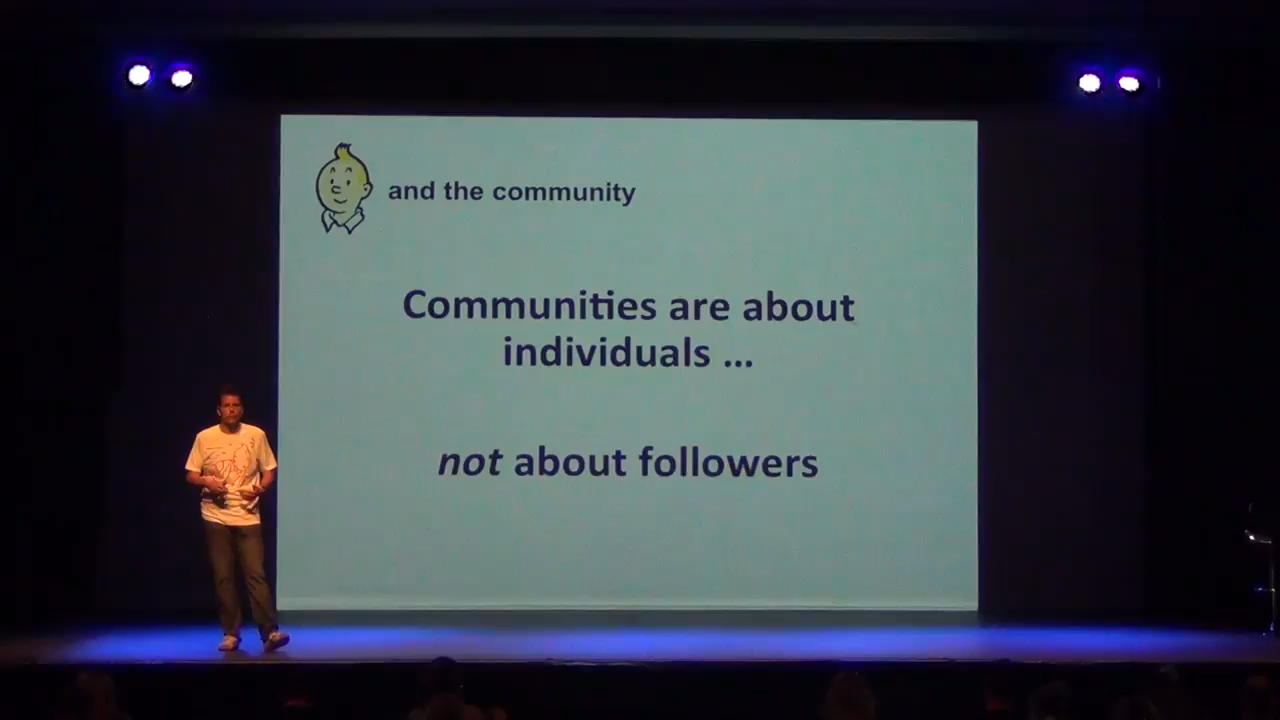 and the community
Communities are about
individuals ...
not about followers